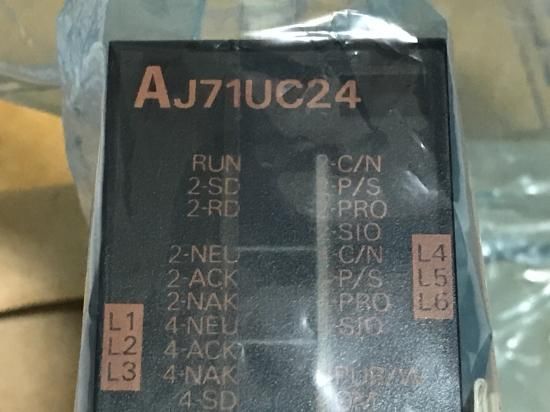 AJ71UC24
RUN C/N
2-SD P/S
2-RD PRO
SIO
2-NEU C/N L4
2-ACK P/S L5
2-NAK PRO L6
L1 4-NEU SIO
L2 4-ACK
L3 4-NAK
4-SD